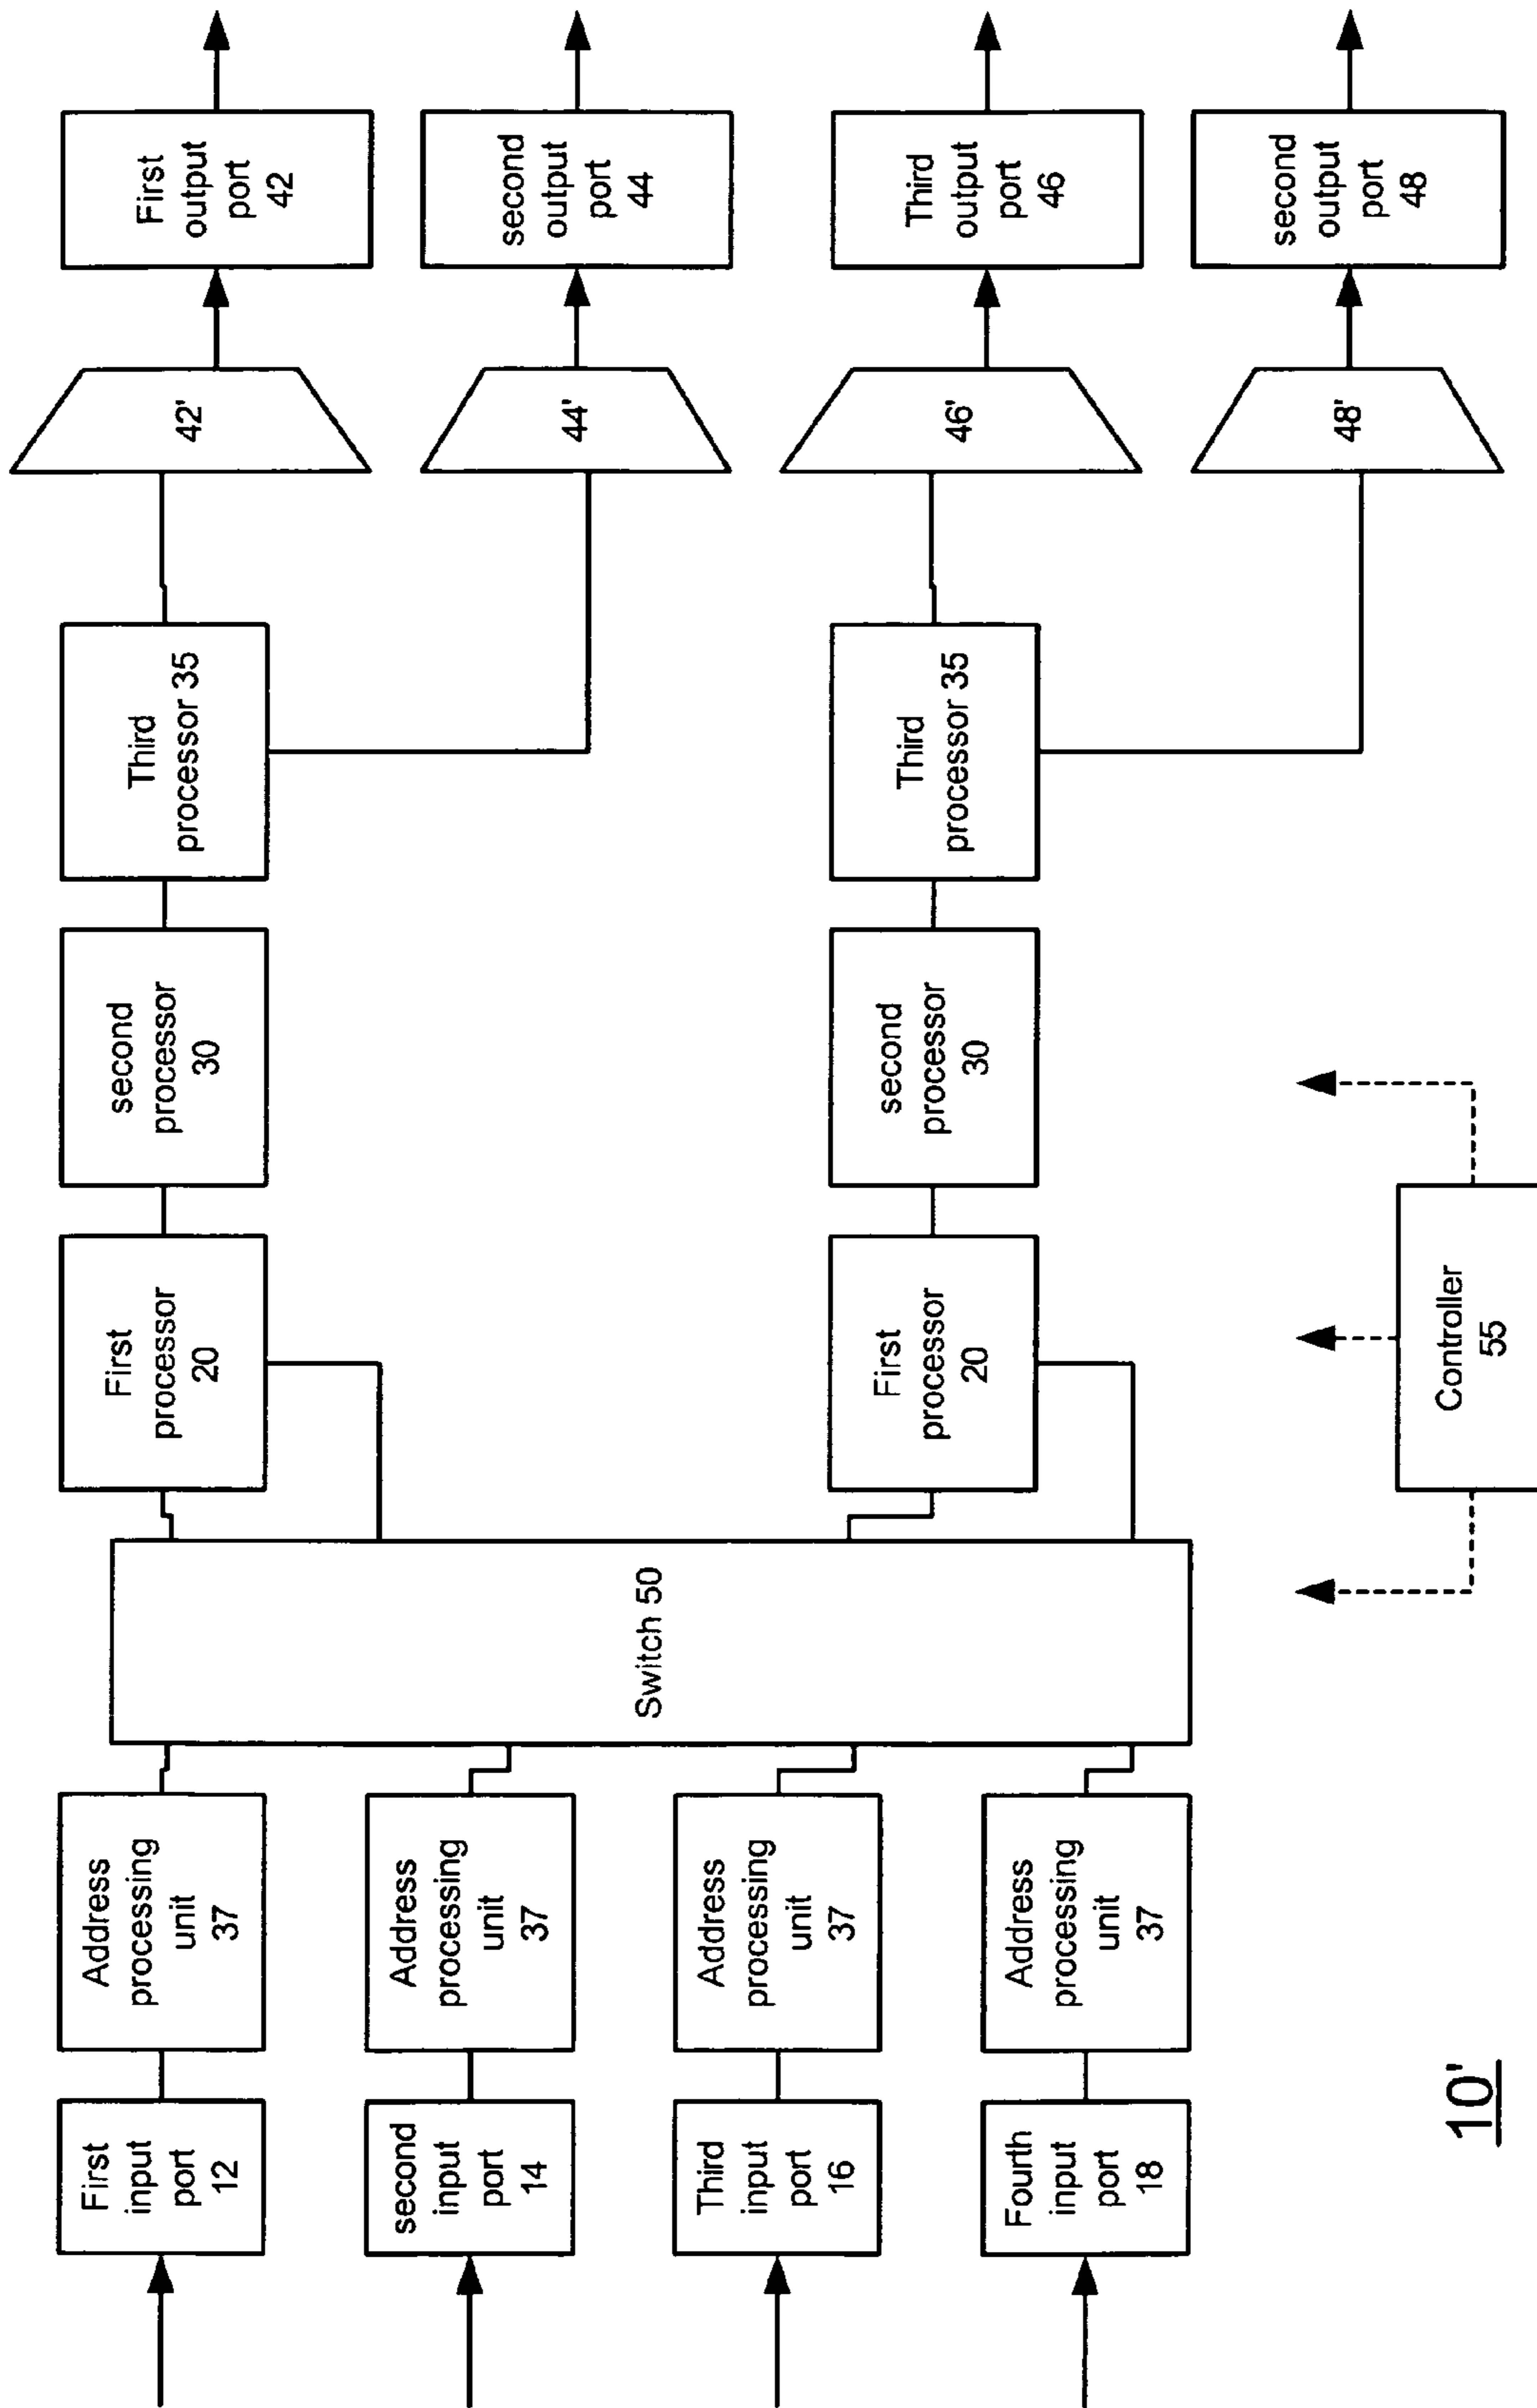 First
input
port
12
Address
processing
unit
37
second
input
port
14
Address
processing
unit
37
Third
input
port
16
Address
processing
unit
37
Fourth
input
port
18
Address
processing
unit
37
Switch 50
First
processor
20
second
processor
30
Third
processor 35
First
processor
20
second
processor
30
Third
processor 35
42'
First
output
port
42
44'
second
output
port
44
46'
Third
output
port
46
48'
second
output
port
48
Controller
55
10'